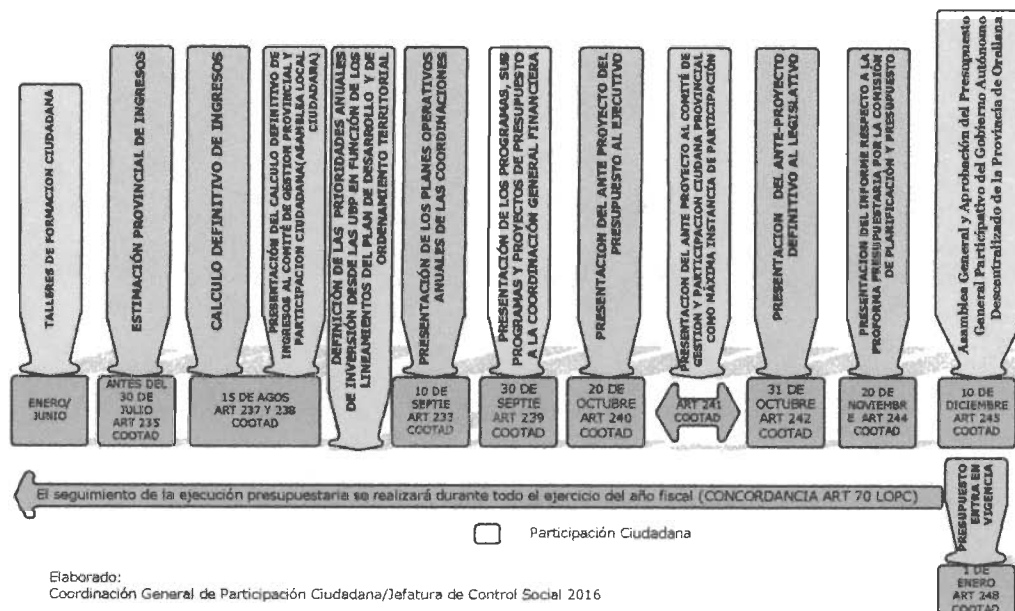 TALLERES DE FORMACION CIUDADANA
ESTIMACIÓN PROVINCIAL DE INGRESOS
CALCULO DEFINITIVO DE INGRESOS
PRESENTACIÓN DEL CALCULO DEFINITIVO DE
INGRESOS AL COMITÉ DE GESTION PROVINCIAL Y
PARTICIPACION CIUDADANA(ASAMBLEA LOCAL
CIUDADARA)
DEFINICIÓN DE LAS PRIORIDADES ANUALES
DE INVERSIÓN DESDE LAS UBP EN FUNCIÓN DE LOS
LINEAMIENTOS DEL PLAN DE DESARROLLO Y DE
ORDENAMIENTO TERRITORIAL
PRESENTACIÓN DE LOS PLANES OPERATIVOS
ANUALES DE LAS COORDINACIONES
PRESENTACIÓN DE LOS PROGRAMAS, SUB
PROGRAMAS Y PROYECTOS DE PRESUPUESTO
A LA COORDINACIÓN GENERAL FINANCIERA
PRESENTACION DEL ANTE PROYECTO DEL
PRESUPUESTO AL EJECUTIVO
PRESENTACION DEL ANTE PROYECTO AL COMITÉ DE
GESTION Y PARTICIPACION CIUDANA PROVINCIAL
COMO MÁXIMA INSTANCIA DE PARTICIPACIÓN
PRESENTACION DEL ANTE-PROYECTO
DEFINITIVO AL LEGISLATIVO
PRESENTACION DEL INFORME RESPECTO A LA
PROFORMA PRESUPUESTARIA POR LA COMISIÓN
DE PLANIFICACIÓN Y PRESUPUESTO
Asamblea General y Aprobación del Presupuesto
General Participativo del Gobierno Autónomo
Descentralizado de la Provincia de Orellana
ENERO/
JUNIO
ANTES DEL
30 DE
JULIO
ART 235
COOTAD
15 DE AGOS
ART 237 Y 238
COOTAD
10 DE
SEPTIE
ART 233
COOTAD
30 DE
SEPTIE
ART 239
COOTAD
20 DE
OCTUBRE
ART 240
COOTAD
ART 241
COOTAD
31 DE
OCTUBRE
ART 242
COOTAD
20 DE
NOVIEMBR
E ART 244
COOTAD
10 DE
DICIEMBRE
ART 245
COOTAD
El seguimiento de la ejecución presupuestaria se realizará durante todo el ejercicio del año fiscal (CONCORDANCIA ART 70 LOPC)
PRESUPUESTO
ENTRA EN
VIGENCIA
1 DE
ENERO
ART 248
COOTAD
Participación Ciudadana
Elaborado:
Coordinación General de Participación Ciudadana/Jefatura de Control Social 2016